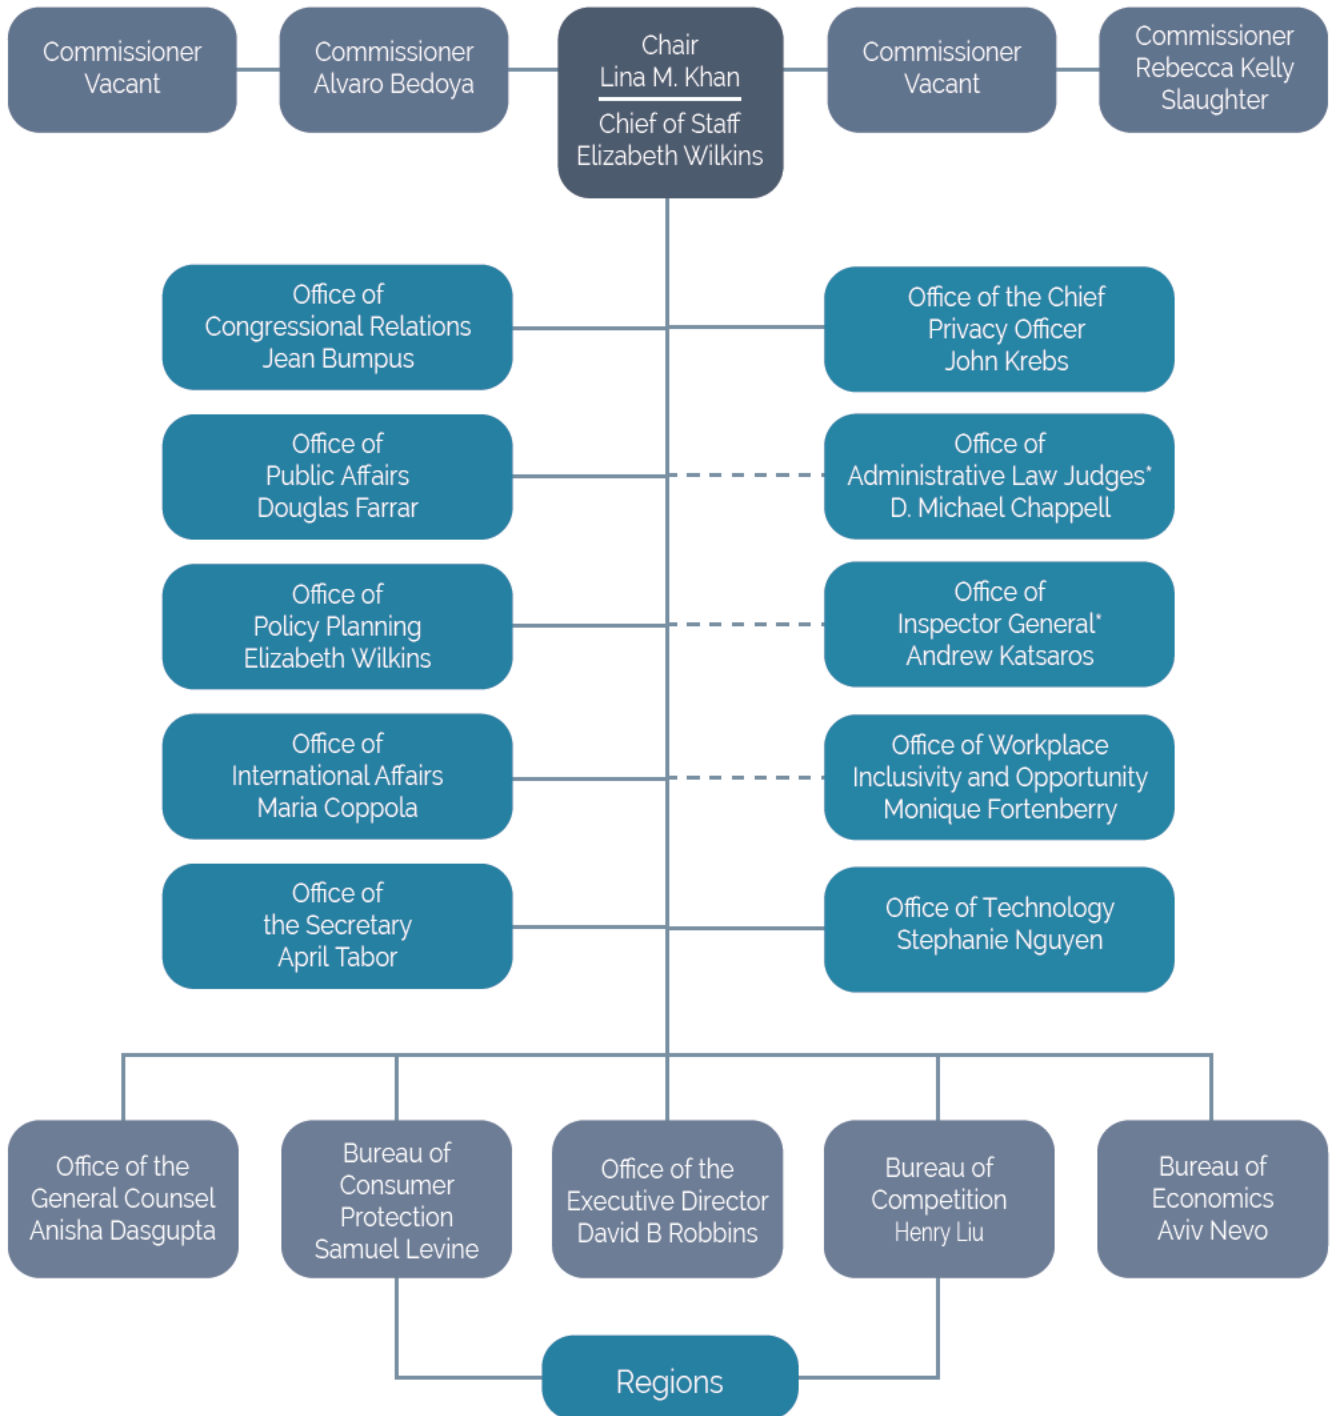 Commissioner
Vacant
Commissioner
Alvaro Bedoya
Chair
Lina M. Khan
Chief of Staff
Elizabeth Wilkins
Commissioner
Vacant
Commissioner
Rebecca Kelly
Slaughter
Office of
Congressional Relations
Jean Bumpus
Office of the Chief
Privacy Officer
John Krebs
Office of
Public Affairs
Douglas Farrar
Office of
Administrative Law Judges*
D. Michael Chappell
Office of
Policy Planning
Elizabeth Wilkins
Office of
Inspector General*
Andrew Katsaros
Office of
International Affairs
Maria Coppola
Office of Workplace
Inclusivity and Opportunity
Monique Fortenberry
Office of
the Secretary
April Tabor
Office of Technology
Stephanie Nguyen
Office of the
General Counsel
Anisha Dasgupta
Bureau of
Consumer
Protection
Samuel Levine
Office of the
Executive Director
David B Robbins
Bureau of
Competition
Henry Liu
Bureau of
Economics
Aviv Nevo
Regions